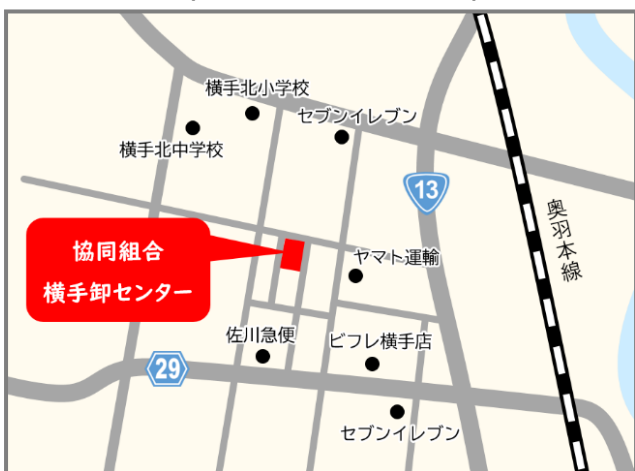 横手北小学校
セブンイレブン
横手北中学校
13
奥羽本線
協同組合
横手卸センター
ヤマト運輸
佐川急便
ビフレ横手店
29
セブンイレブン